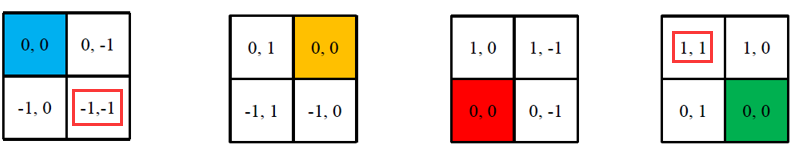 0, 0 0, -1
-1, 0 -1,-1
0, 1 0, 0
-1, 1 -1, 0
1, 0 1, -1
0, 0 0, -1
1, 1 1, 0
0, 1 0, 0